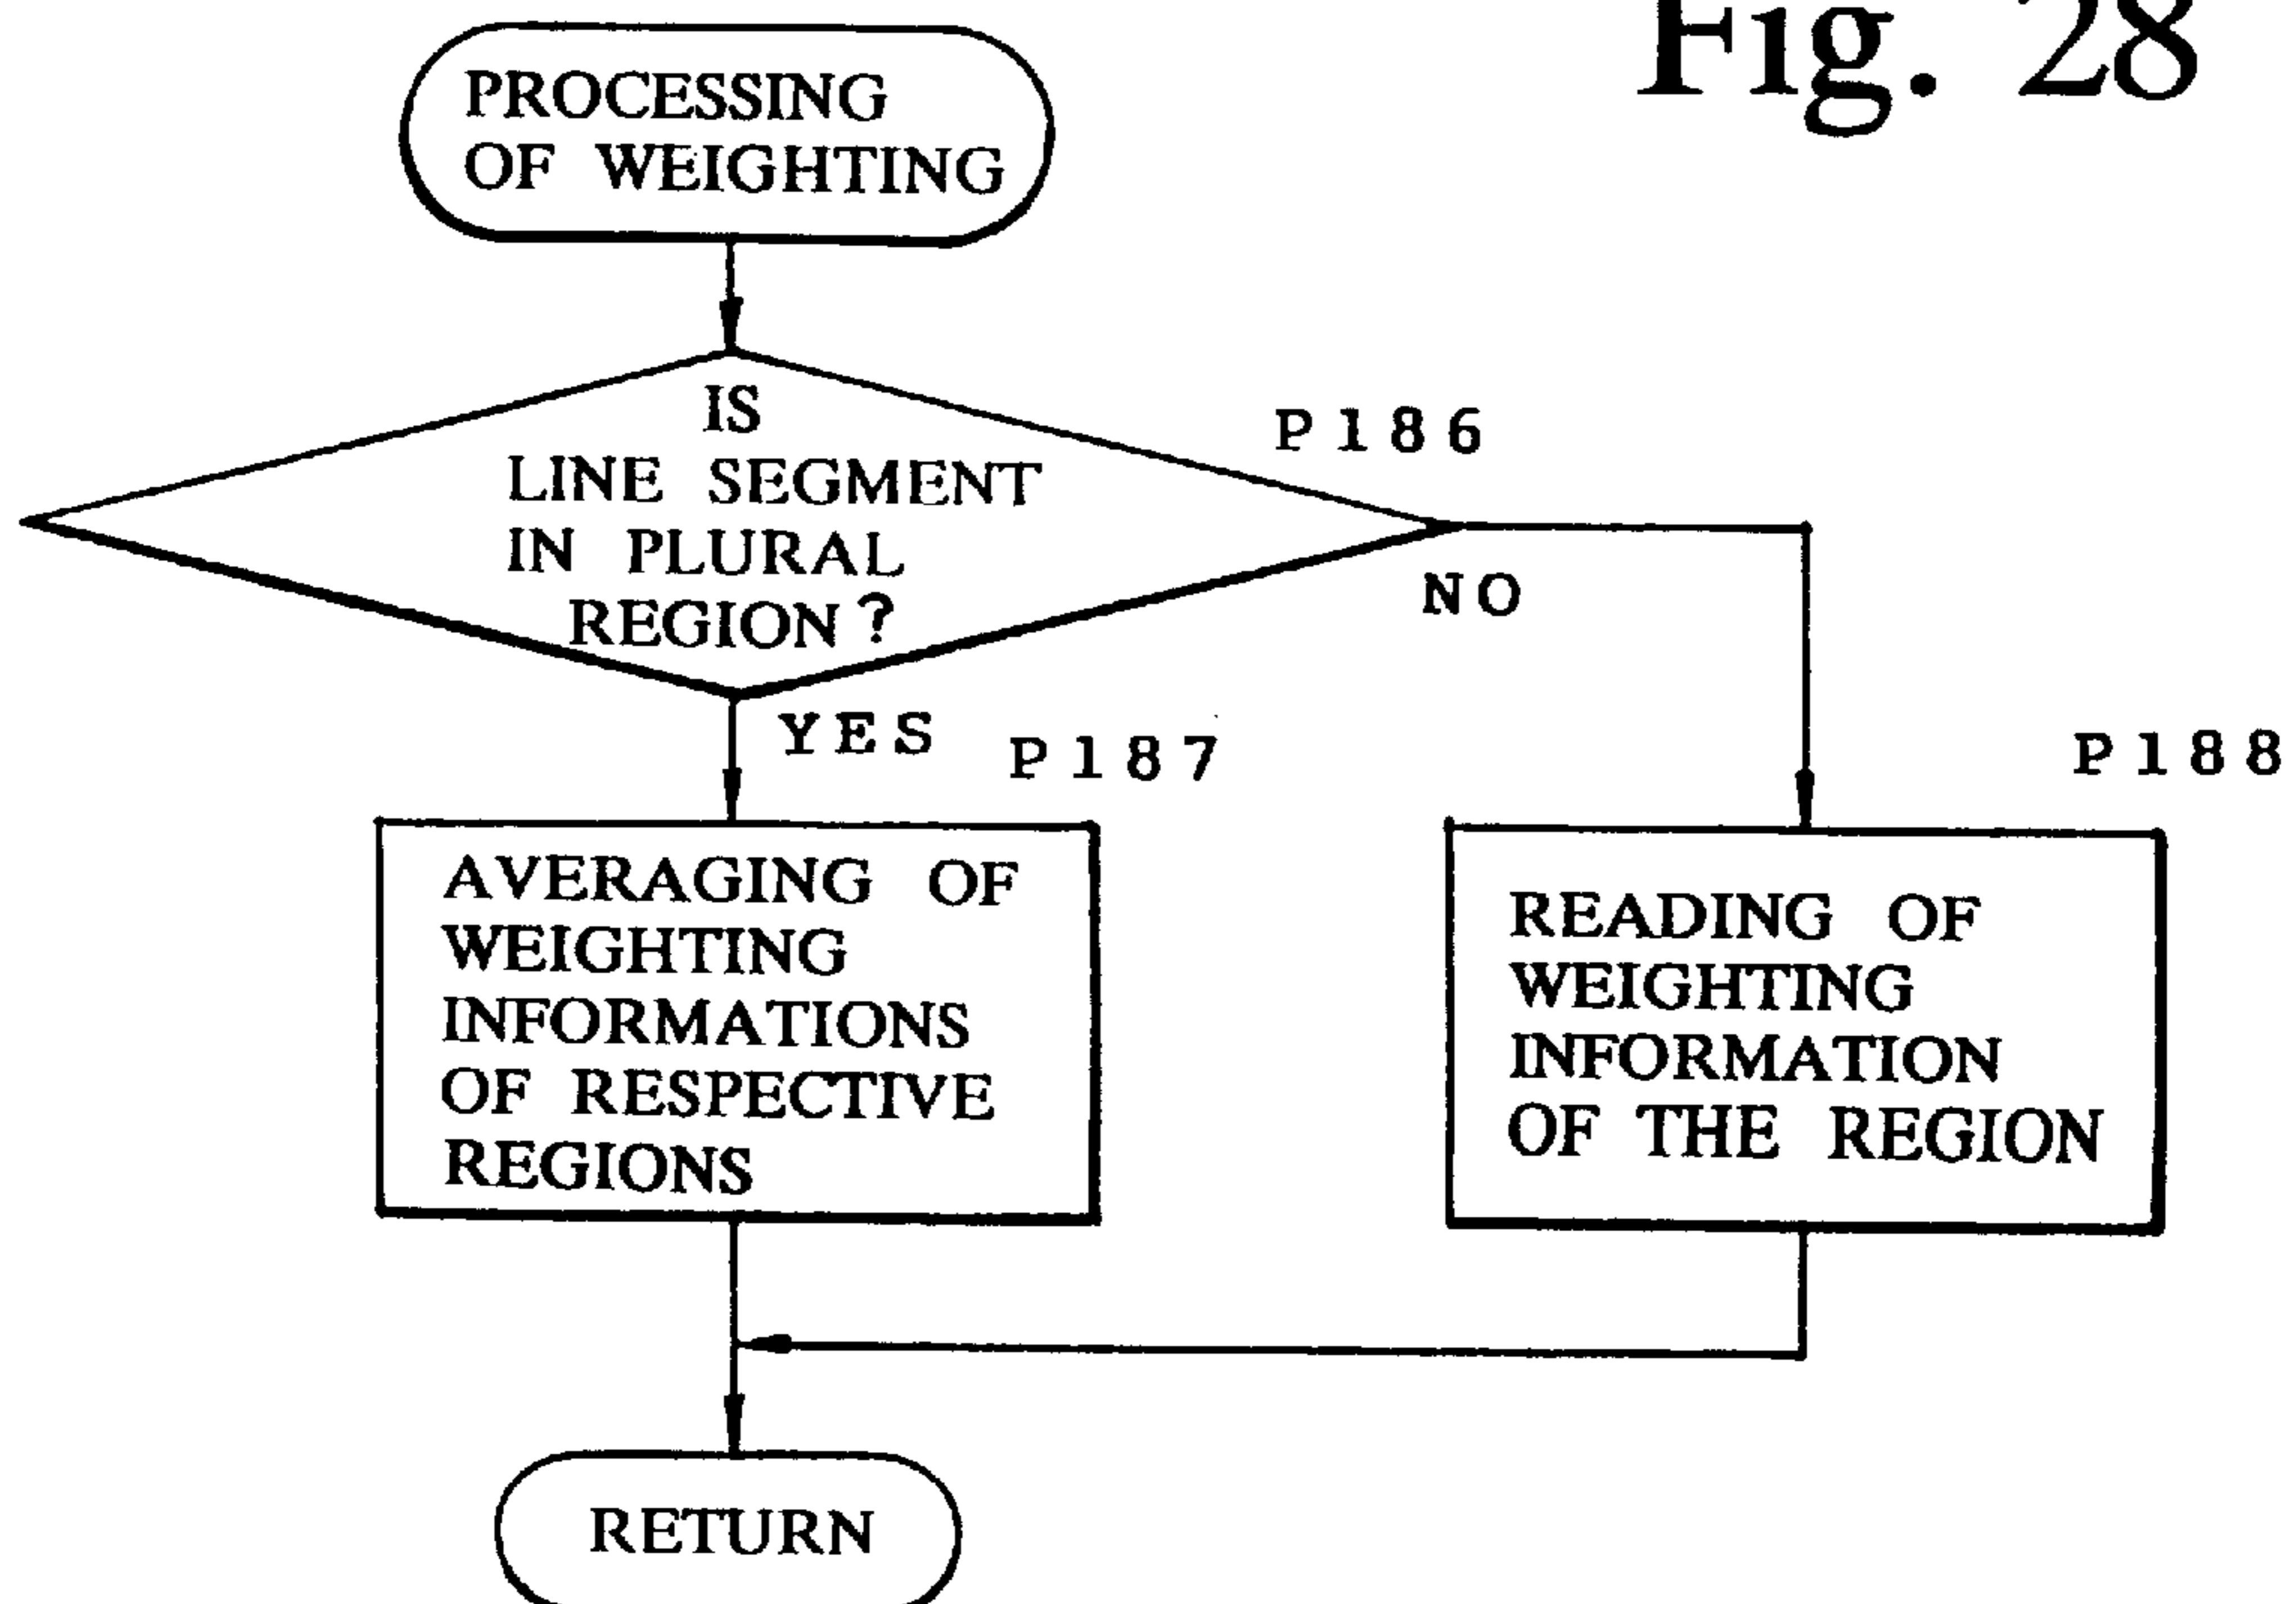 Fig. 28
PROCESSING
OF WEIGHTING
IS
LINE SEGMENT
IN PLURAL
REGION?
P186
NO
YES
P187
P188
AVERAGING OF
WEIGHTING
INFORMATIONS
OF RESPECTIVE
REGIONS
READING OF
WEIGHTING
INFORMATION
OF THE REGION
RETURN